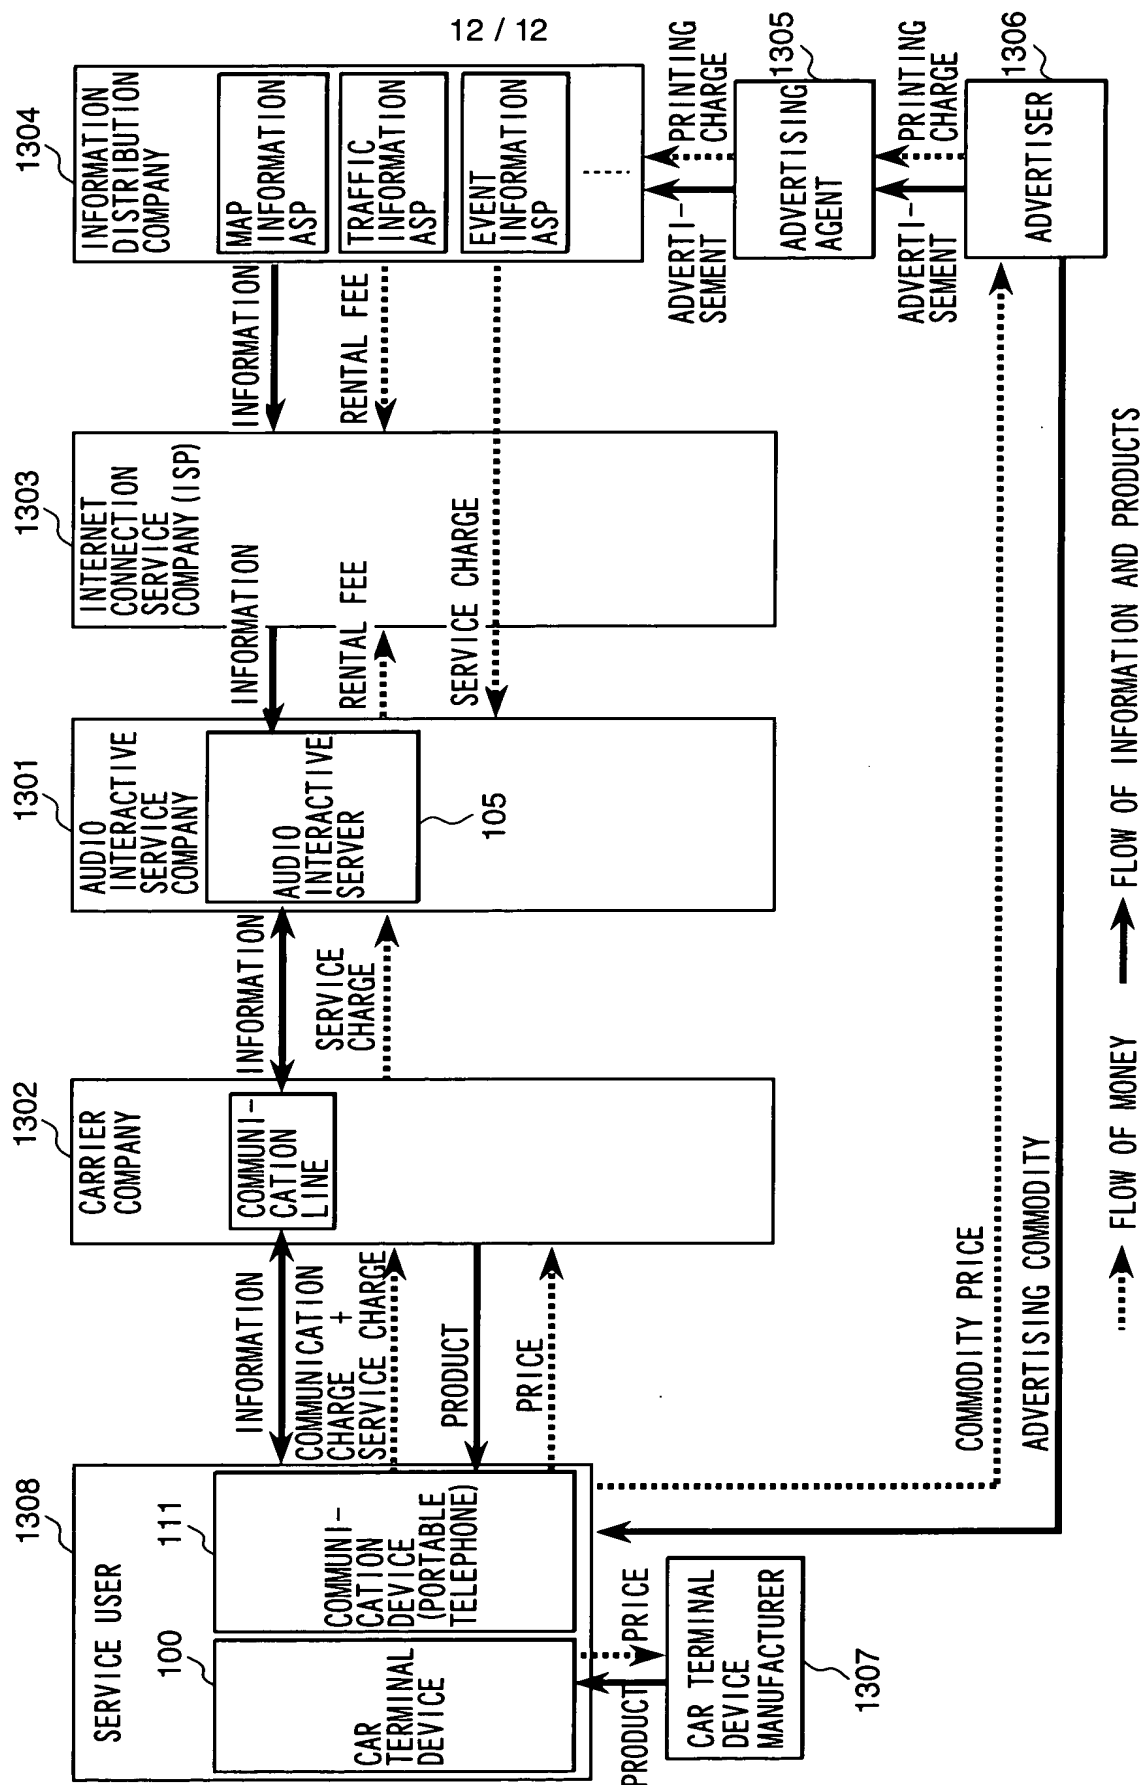 12 / 12
SERVICE USER
1308
CAR
TERMINAL
DEVICE
100
COMMUNI-
CATION
DEVICE
(PORTABLE
TELEPHONE)
111
PRODUCT
PRICE
CAR TERMINAL
DEVICE
MANUFACTURER
1307
INFORMATION
COMMUNICATION
CHARGE +
SERVICE CHARGE
PRODUCT
PRICE
CARRIER
COMPANY
1302
COMMUNI-
CATION
LINE
INFORMATION
SERVICE
CHARGE
AUDIO
INTERACTIVE
SERVICE
COMPANY
1301
AUDIO
INTERACTIVE
SERVER
105
INFORMATION
RENTAL FEE
SERVICE CHARGE
INTERNET
CONNECTION
SERVICE
COMPANY(ISP)
1303
INFORMATION
RENTAL FEE
INFORMATION
DISTRIBUTION
COMPANY
1304
MAP
INFORMATION
ASP
TRAFFIC
INFORMATION
ASP
EVENT
INFORMATION
ASP
ADVERTI-
SEMENT
PRINTING
CHARGE
ADVERTISING
AGENT
1305
ADVERTI-
SEMENT
PRINTING
CHARGE
ADVERTISER
1306
COMMODITY PRICE
ADVERTISING COMMODITY
FLOW OF MONEY
FLOW OF INFORMATION AND PRODUCTS